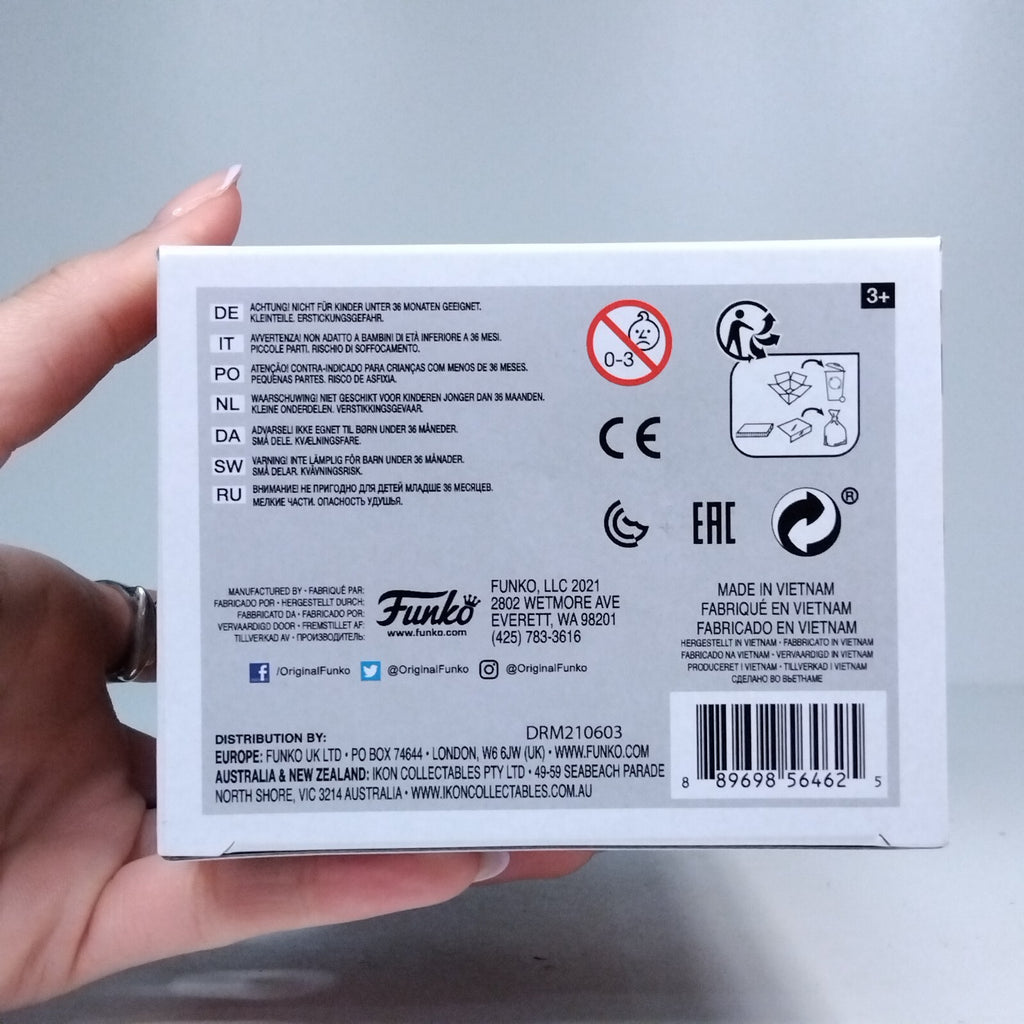 3+
DE
ACHTUNG! NICHT FÜR KINDER UNTER 36 MONATEN GEEIGNET.
KLEINTEILE. ERSTICKUNGSGEFAHR.
IT
AVVERTENZA! NON ADATTO A BAMBINI DI ETÀ INFERIORE A 36 MESI.
PICCOLE PARTI. RISCHIO DI SOFFOCAMENTO.
PO
ATENÇÃO! CONTRA-INDICADO PARA CRIANÇAS COM MENOS DE 36 MESES.
PEQUENAS PARTES. RISCO DE ASFIXIA.
NL
WAARSCHUWING! NIET GESCHIKT VOOR KINDEREN JONGER DAN 36 MAANDEN.
KLEINE ONDERDELEN. VERSTIKKINGSGEVAAR.
DA
ADVARSEL! IKKE EGNET TIL BØRN UNDER 36 MÅNEDER.
SMÅ DELE. KVÆLNINGSFARE.
SW
VARNING! INTE LÄMPLIG FÖR BARN UNDER 36 MÅNADER.
SMÅ DELAR. KVÄVNINGSRISK.
RU
ВНИМАНИЕ! НЕ ПРИГОДНО ДЛЯ ДЕТЕЙ МЛАДШЕ 36 МЕСЯЦЕВ.
МЕЛКИЕ ЧАСТИ. ОПАСНОСТЬ УДУШЬЯ.
0-3
CE
EAC
®
MANUFACTURED BY • FABRIQUÉ PAR:
FABRICADO POR • HERGESTELLT DURCH:
FABBRICATO DA • FABRICADO POR:
VERVAARDIGD DOOR • FREMSTILLET AF:
TILLVERKAD AV • ПРОИЗВОДИТЕЛЬ:
Funko
www.funko.com
FUNKO, LLC 2021
2802 WETMORE AVE
EVERETT, WA 98201
(425) 783-3616
/OriginalFunko @OriginalFunko @OriginalFunko
MADE IN VIETNAM
FABRIQUÉ EN VIETNAM
FABRICADO EN VIETNAM
HERGESTELLT IN VIETNAM • FABBRICATO IN VIETNAM
FABRICADO NA VIETNAM • VERVAARDIGD IN VIETNAM
PRODUCERET I VIETNAM • TILLVERKAD I VIETNAM
СДЕЛАНО ВО ВЬЕТНАМЕ
DRM210603
DISTRIBUTION BY:
EUROPE: FUNKO UK LTD • PO BOX 74644 • LONDON, W6 6JW (UK) • WWW.FUNKO.COM
AUSTRALIA & NEW ZEALAND: IKON COLLECTABLES PTY LTD • 49-59 SEABEACH PARADE
NORTH SHORE, VIC 3214 AUSTRALIA • WWW.IKONCOLLECTABLES.COM.AU
8 89698 56462 5